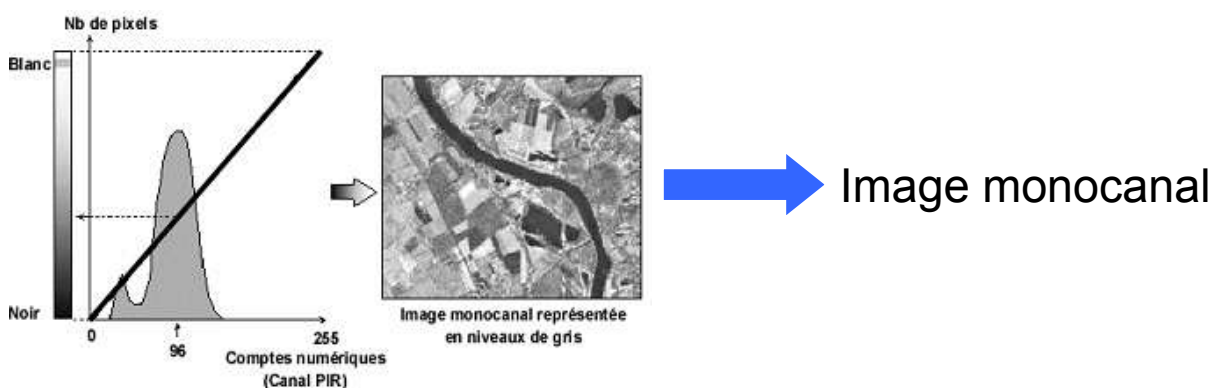 Nb de pixels
Blanc
Noir
0
96
255
Comptes numériques
(Canal PIR)
Image monocanal représentée
en niveaux de gris
Image monocanal